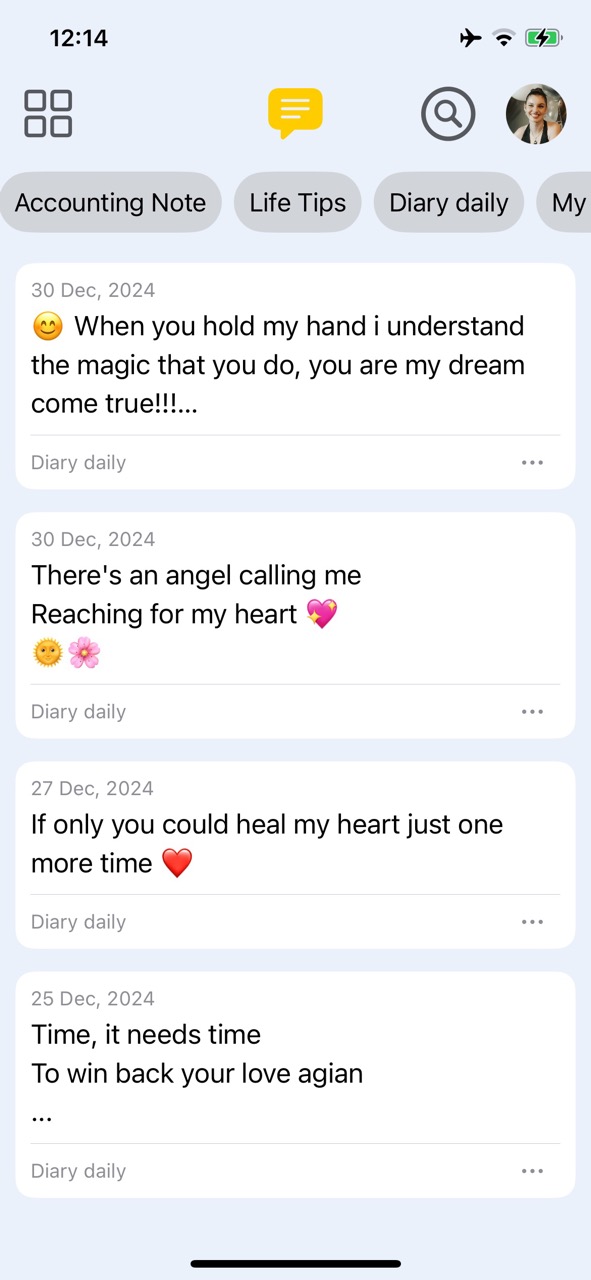 12:14
Accounting Note Life Tips Diary daily My
30 Dec, 2024
😊 When you hold my hand i understand
the magic that you do, you are my dream
come true!!!...
Diary daily
30 Dec, 2024
There's an angel calling me
Reaching for my heart 💖
🌞🌸
Diary daily
27 Dec, 2024
If only you could heal my heart just one
more time ❤️
Diary daily
25 Dec, 2024
Time, it needs time
To win back your love agian
...
Diary daily